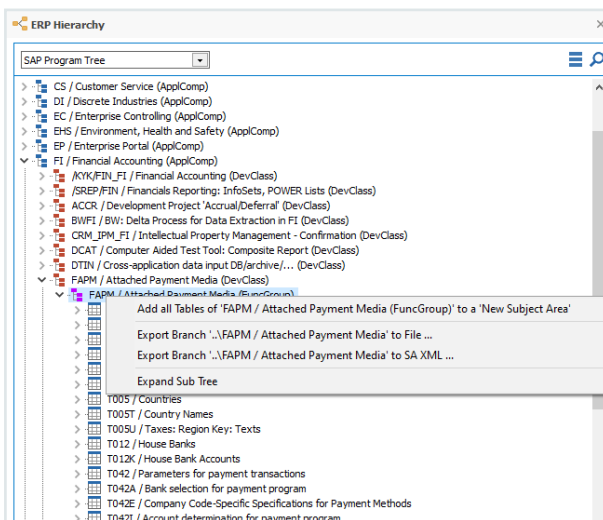 ERP Hierarchy
SAP Program Tree
CS / Customer Service (ApplComp)
DI / Discrete Industries (ApplComp)
EC / Enterprise Controlling (ApplComp)
EHS / Environment, Health and Safety (ApplComp)
EP / Enterprise Portal (ApplComp)
FI / Financial Accounting (ApplComp)
/KYK/FIN_FI / Financial Accounting (DevClass)
/SREP/FIN / Financials Reporting: InfoSets, POWER Lists (DevClass)
ACCR / Development Project 'Accrual/Deferral' (DevClass)
BWFI / BW: Delta Process for Data Extraction in FI (DevClass)
CRM_IPM_FI / Intellectual Property Management - Confirmation (DevClass)
DCAT / Computer Aided Test Tool: Composite Report (DevClass)
DTIN / Cross-application data input DB/archive/... (DevClass)
FAPM / Attached Payment Media (DevClass)
FAPM / Attached Payment Media (FuncGroup)
Add all Tables of 'FAPM / Attached Payment Media (FuncGroup)' to a 'New Subject Area'
Export Branch '..\FAPM / Attached Payment Media' to File ...
Export Branch '..\FAPM / Attached Payment Media' to SA XML ...
Expand Sub Tree
T005 / Countries
T005T / Country Names
T005U / Taxes: Region Key: Texts
T012 / House Banks
T012K / House Bank Accounts
T042 / Parameters for payment transactions
T042A / Bank selection for payment program
T042E / Company Code-Specific Specifications for Payment Methods
T042I / Account determination for payment program